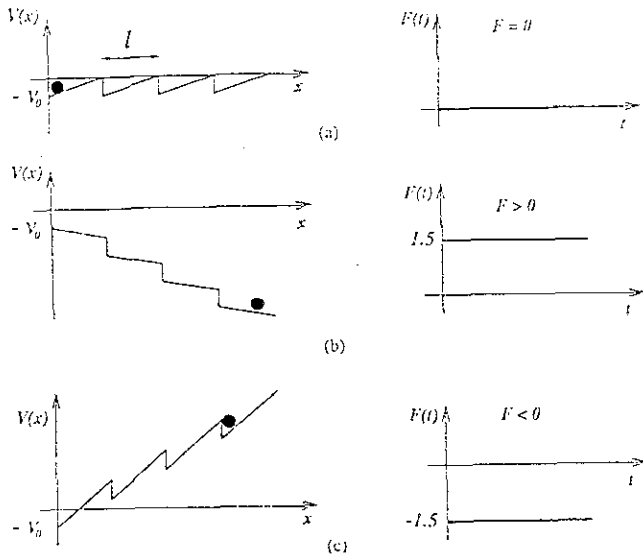 V(x)
l
- V₀
x
F(t)
F = 0
t
(a)
V(x)
- V₀
x
F(t)
F > 0
1.5
t
(b)
V(x)
- V₀
x
F(t)
F < 0
t
-1.5
(c)